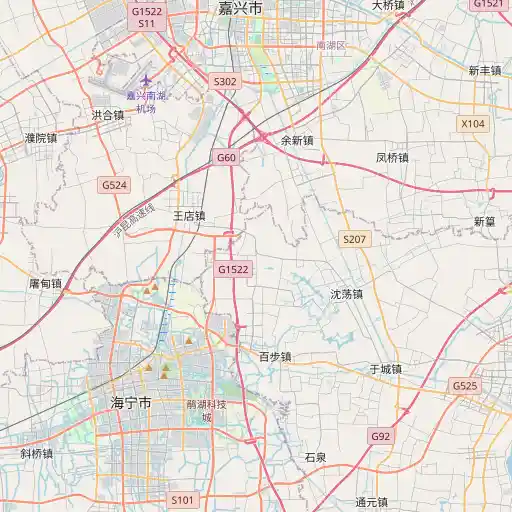 嘉兴市
大桥镇
G1521
G1522
S11
南湖区
新丰镇
S302
嘉兴南湖
机场
洪合镇
X104
濮院镇
余新镇
凤桥镇
G60
G524
沪昆高速线
王店镇
新篁
S207
G1522
屠甸镇
沈荡镇
百步镇
于城镇
G525
海宁市
鹃湖科技
城
G92
斜桥镇
石泉
S101
通元镇